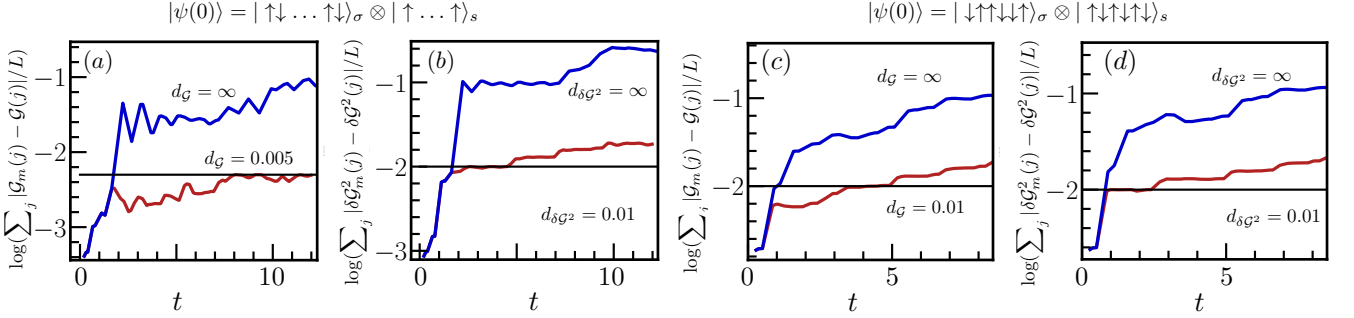 |ψ(0)⟩ = | ↑↓ … ↑↓⟩σ ⊗ | ↑ … ↑⟩s
|ψ(0)⟩ = | ↓↑↑↓↓↑⟩σ ⊗ | ↑↓↑↓↑↓⟩s
log(∑j |𝒢m(j) − 𝒢(j)|/L)
(a)
d𝒢 = ∞
d𝒢 = 0.005
−1
−2
−3
0
5
10
t
log(∑j |δ𝒢²m(j) − δ𝒢²(j)|/L)
(b)
dδ𝒢² = ∞
dδ𝒢² = 0.01
−1
−2
−3
0
5
10
t
log(∑j |𝒢m(j) − 𝒢(j)|/L)
(c)
d𝒢 = ∞
d𝒢 = 0.01
−1
−2
0
5
t
log(∑j |δ𝒢²m(j) − δ𝒢²(j)|/L)
(d)
dδ𝒢² = ∞
dδ𝒢² = 0.01
−1
−2
0
5
t